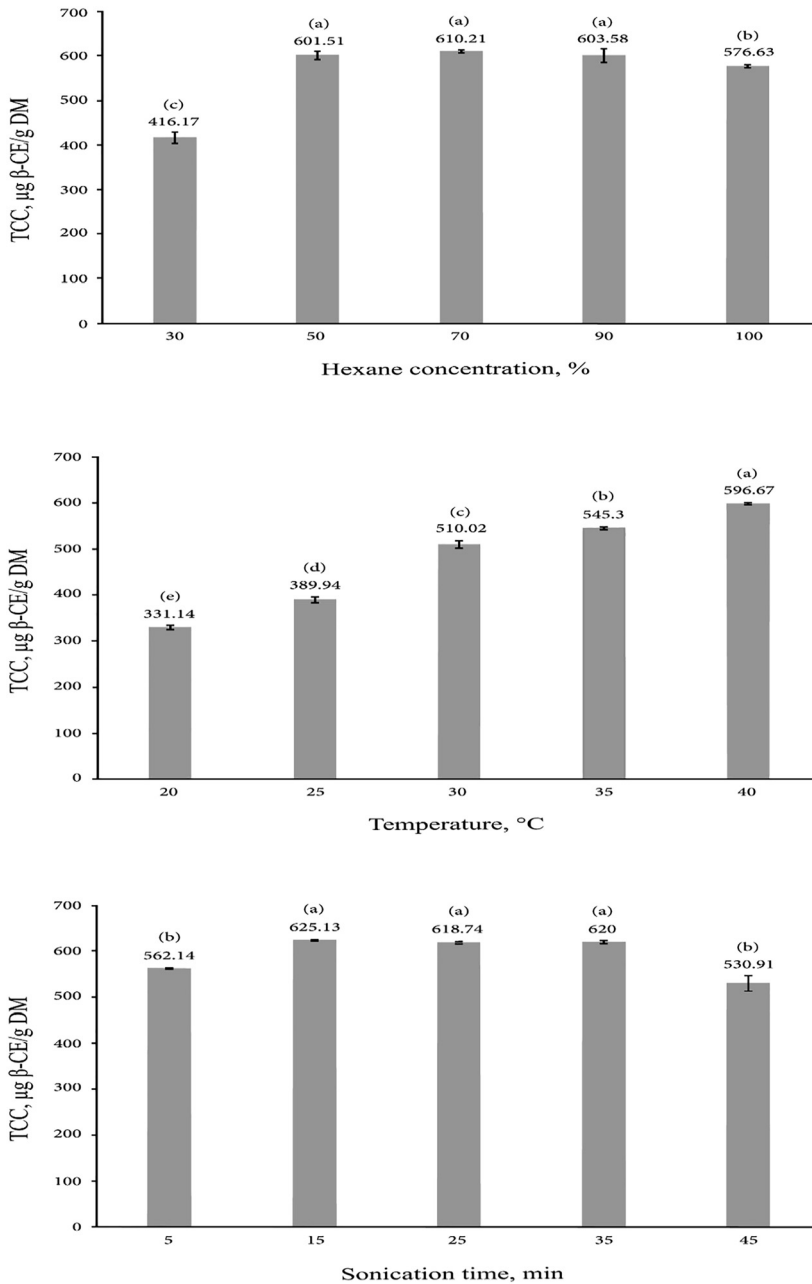 700
600
500
400
300
200
100
0
TCC, µg β-CE/g DM
(c)
416.17
(a)
601.51
(a)
610.21
(a)
603.58
(b)
576.63
30 50 70 90 100
Hexane concentration, %
700
600
500
400
300
200
100
0
TCC, µg β-CE/g DM
(e)
331.14
(d)
389.94
(c)
510.02
(b)
545.3
(a)
596.67
20 25 30 35 40
Temperature, °C
700
600
500
400
300
200
100
0
TCC, µg β-CE/g DM
(b)
562.14
(a)
625.13
(a)
618.74
(a)
620
(b)
530.91
5 15 25 35 45
Sonication time, min